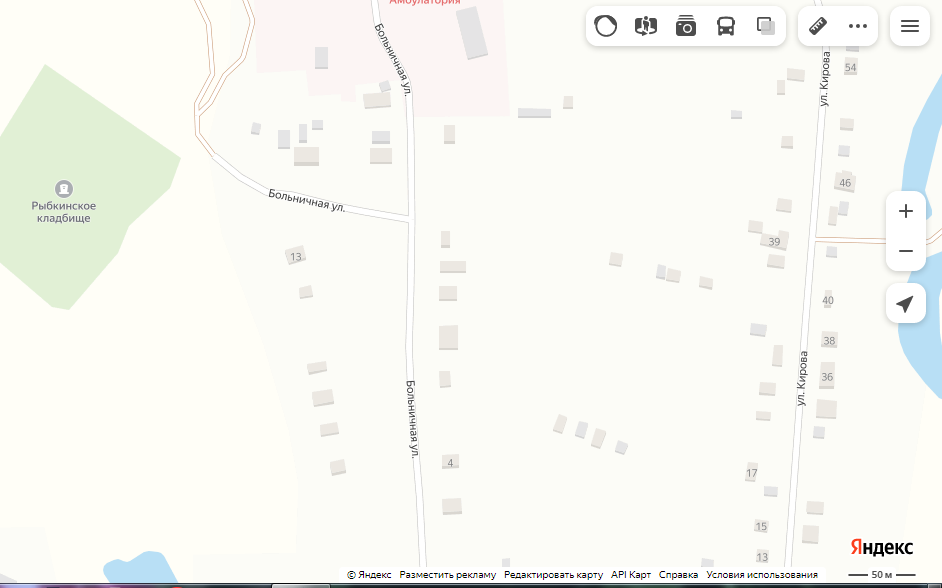 Амбулатория
Больничная ул.
ул. Кирова
54
46
Рыбкинское
кладбище
Больничная ул.
39
13
40
38
36
ул. Кирова
Больничная ул.
4
17
15
13
Яндекс
© Яндекс Разместить рекламу Редактировать карту API Карт Справка Условия использования
50 м